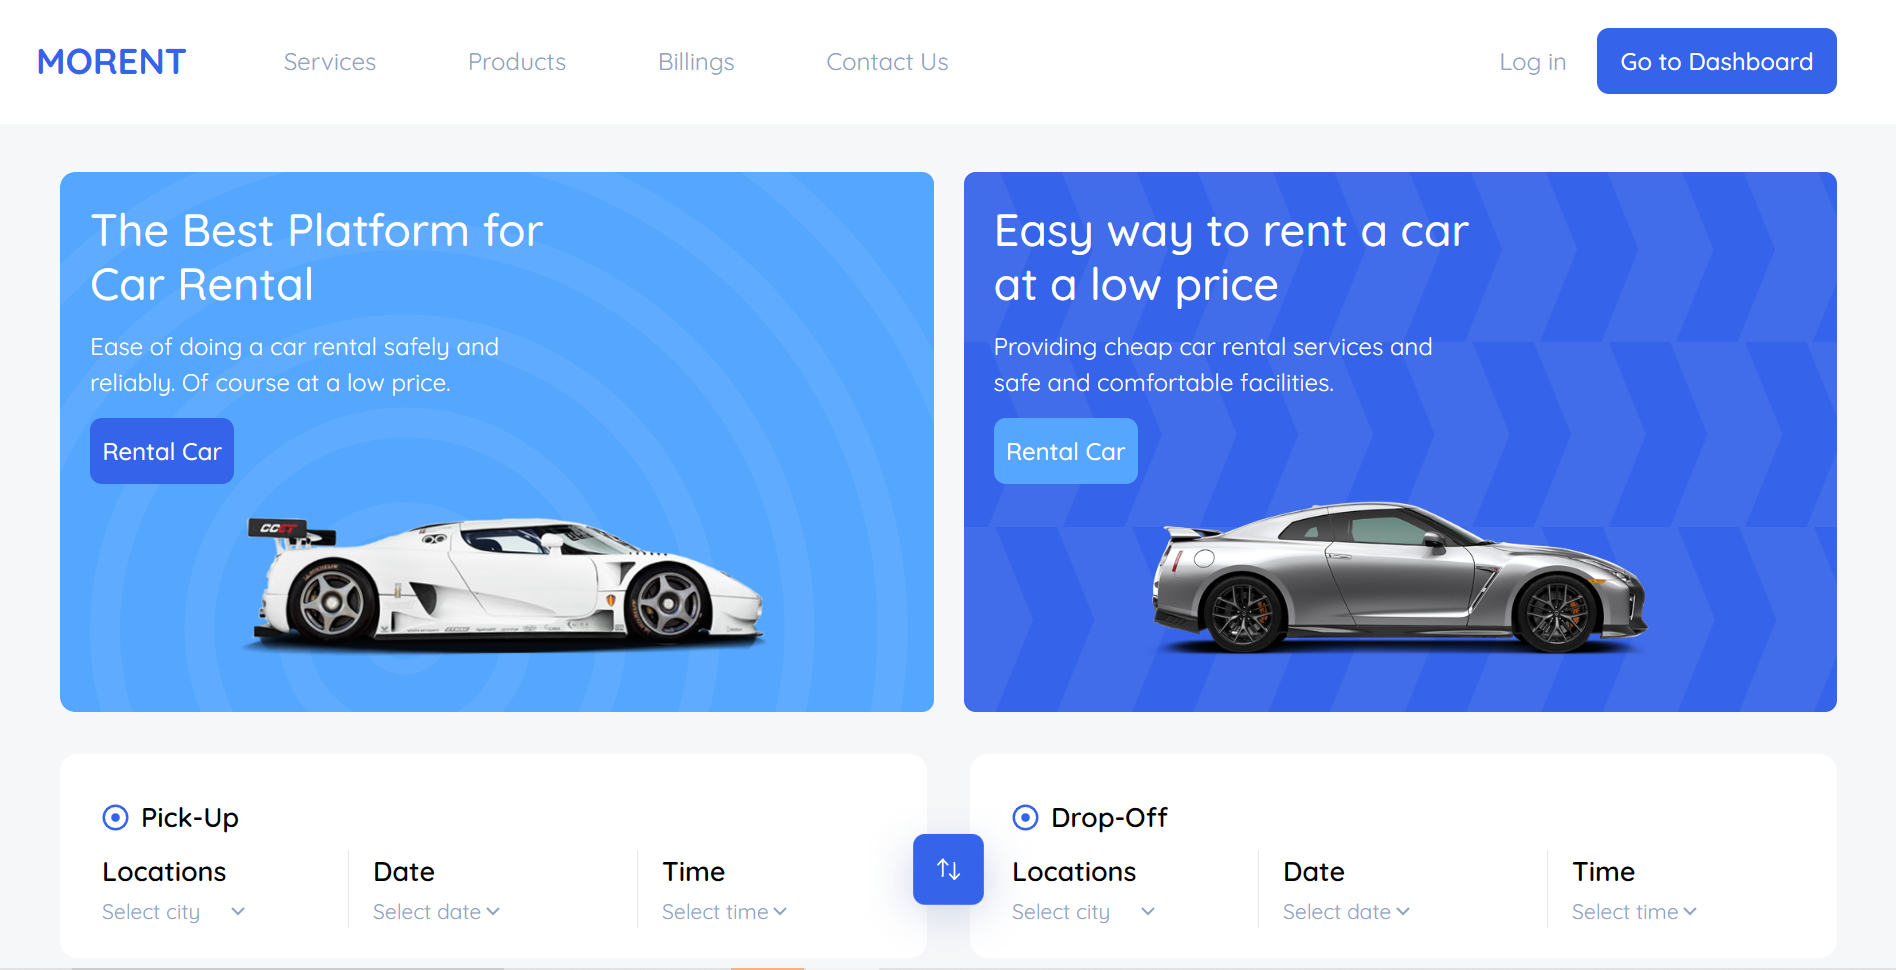 MORENT
Services
Products
Billings
Contact Us
Log in
Go to Dashboard
The Best Platform for
Car Rental
Ease of doing a car rental safely and
reliably. Of course at a low price.
Rental Car
CCGT
Easy way to rent a car
at a low price
Providing cheap car rental services and
safe and comfortable facilities.
Rental Car
Pick-Up
Locations
Select city
Date
Select date
Time
Select time
Drop-Off
Locations
Select city
Date
Select date
Time
Select time